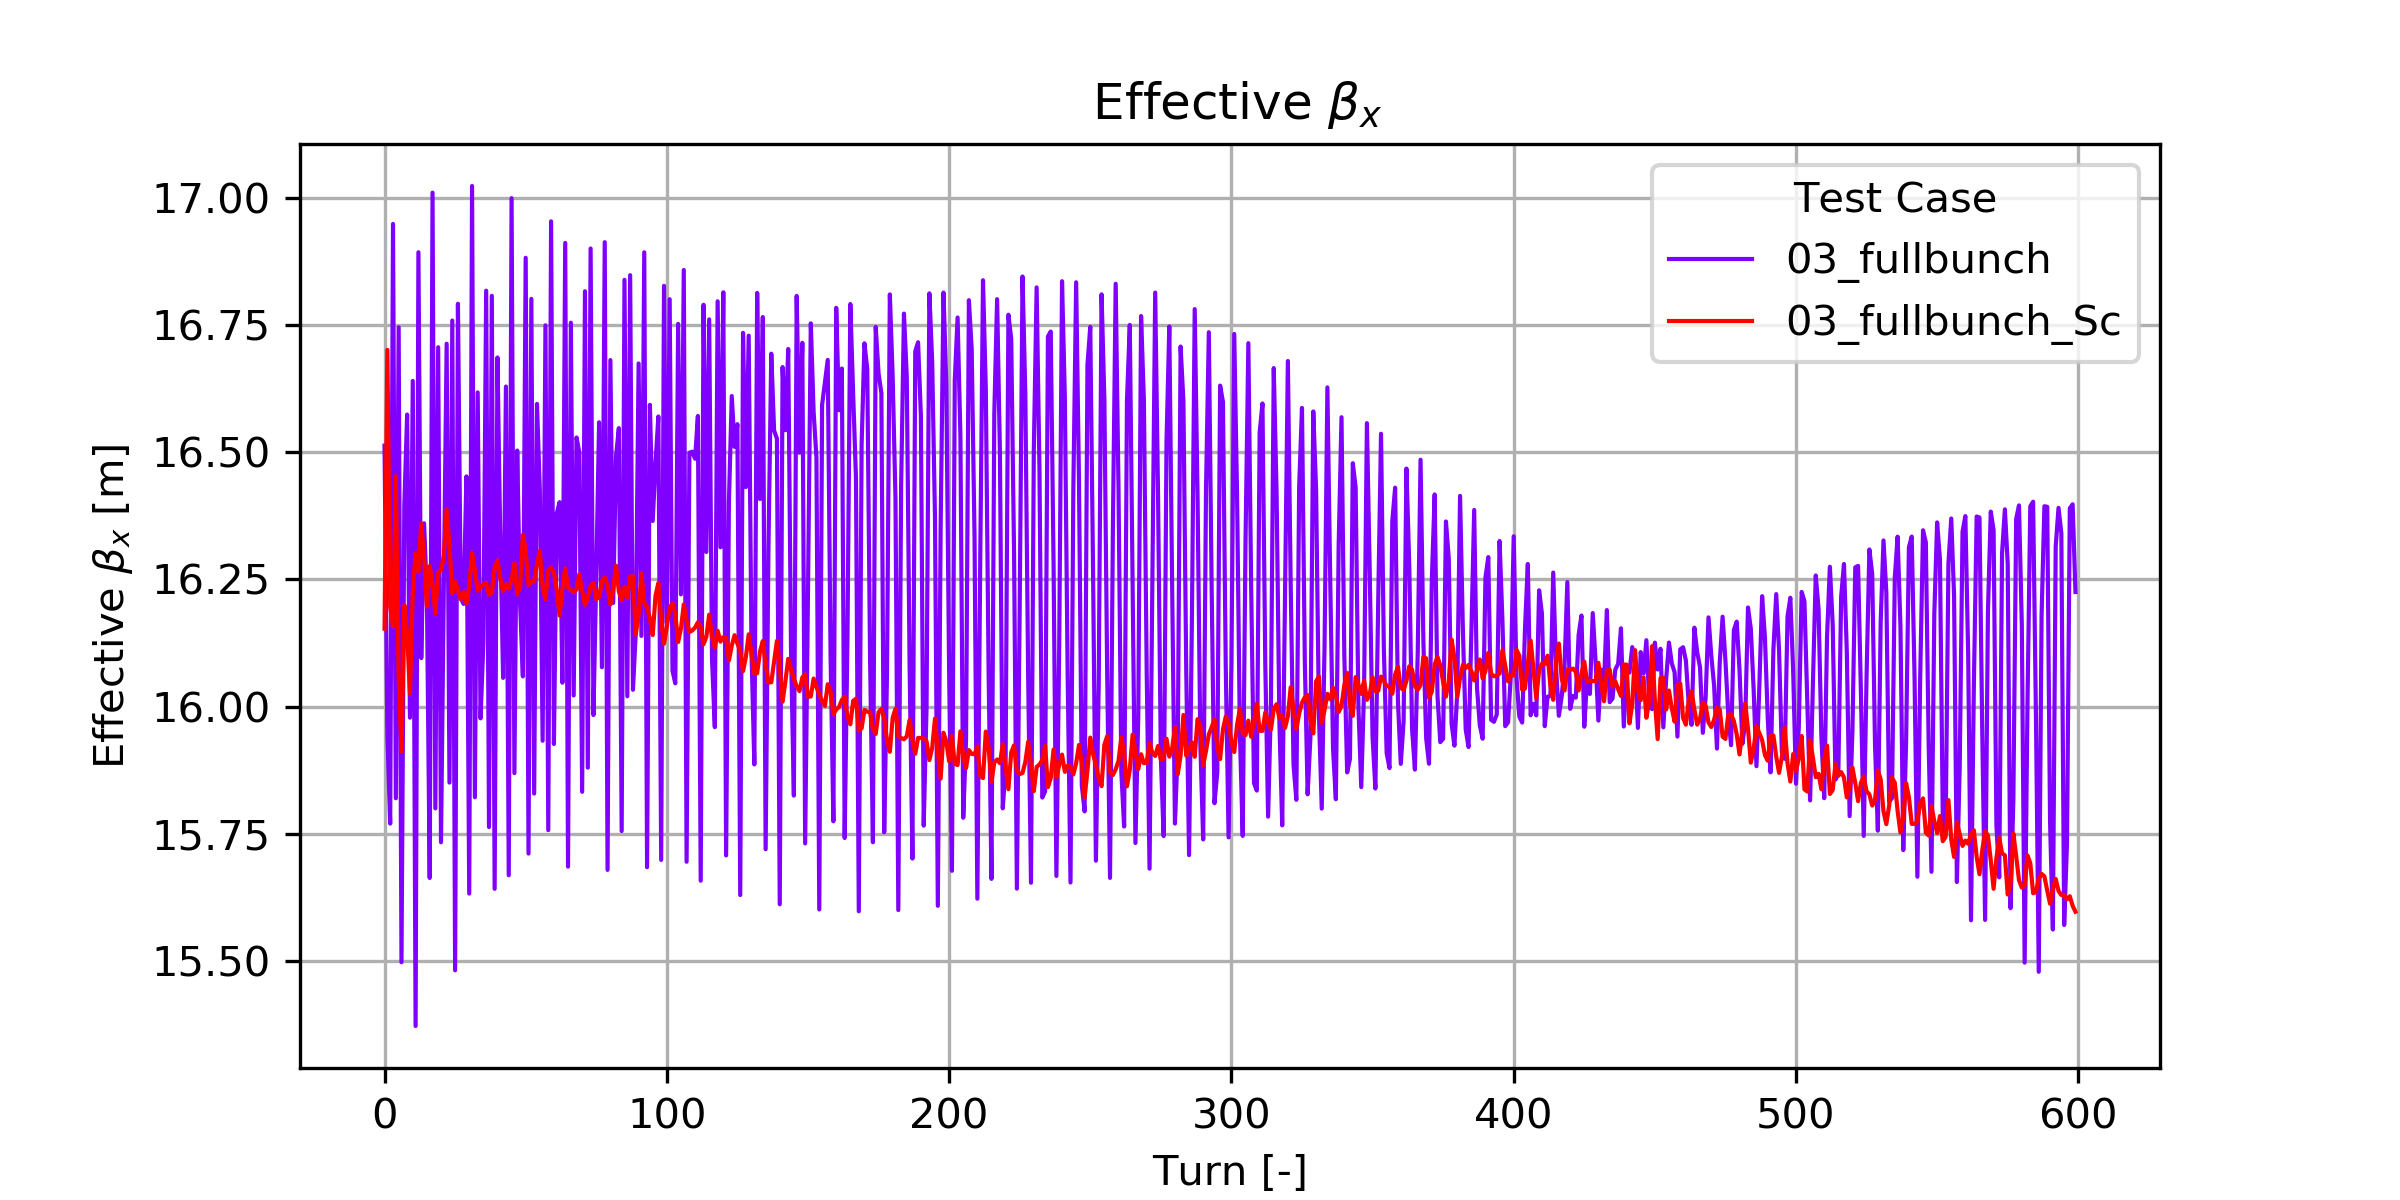 Effective βx
17.00
16.75
16.50
16.25
16.00
15.75
15.50
Effective βx [m]
0 100 200 300 400 500 600
Turn [-]
Test Case
03_fullbunch
03_fullbunch_Sc